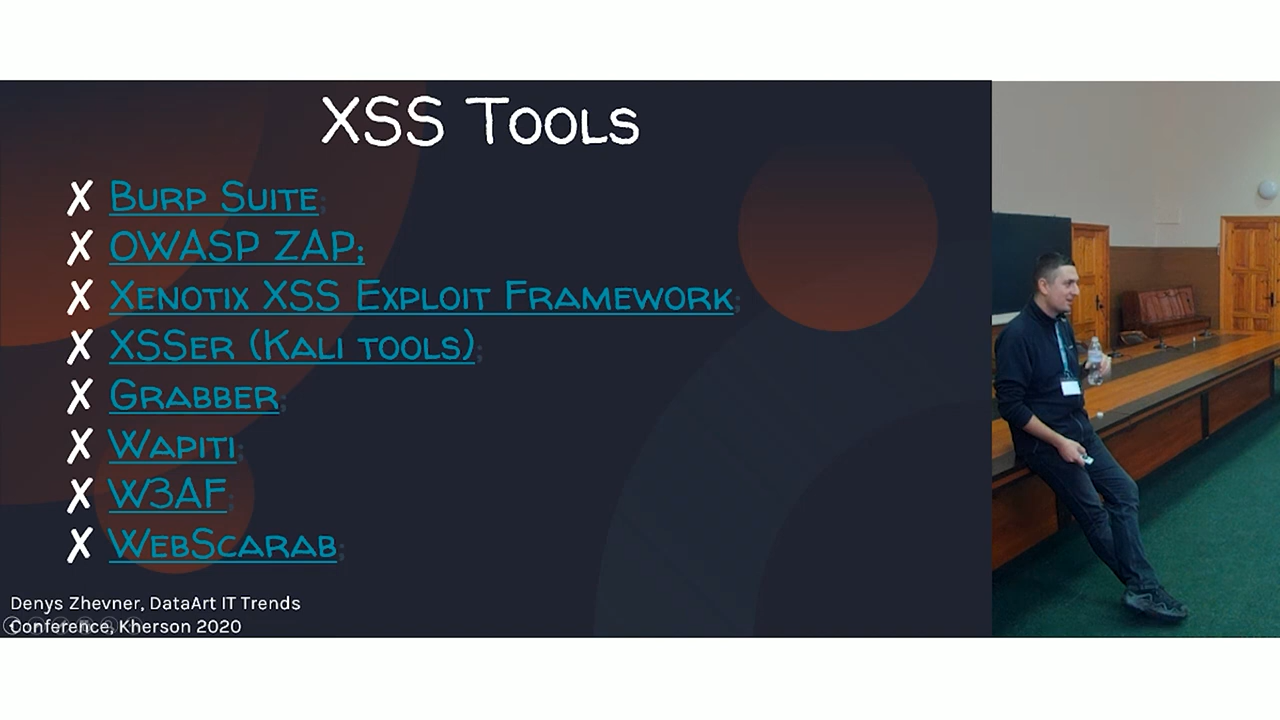 XSS Tools
✗ Burp Suite;
✗ OWASP ZAP;
✗ Xenotix XSS Exploit Framework;
✗ XSSer (Kali tools);
✗ Grabber;
✗ Wapiti;
✗ W3AF;
✗ WebScarab;
Denys Zhevner, DataArt IT Trends
Conference, Kherson 2020